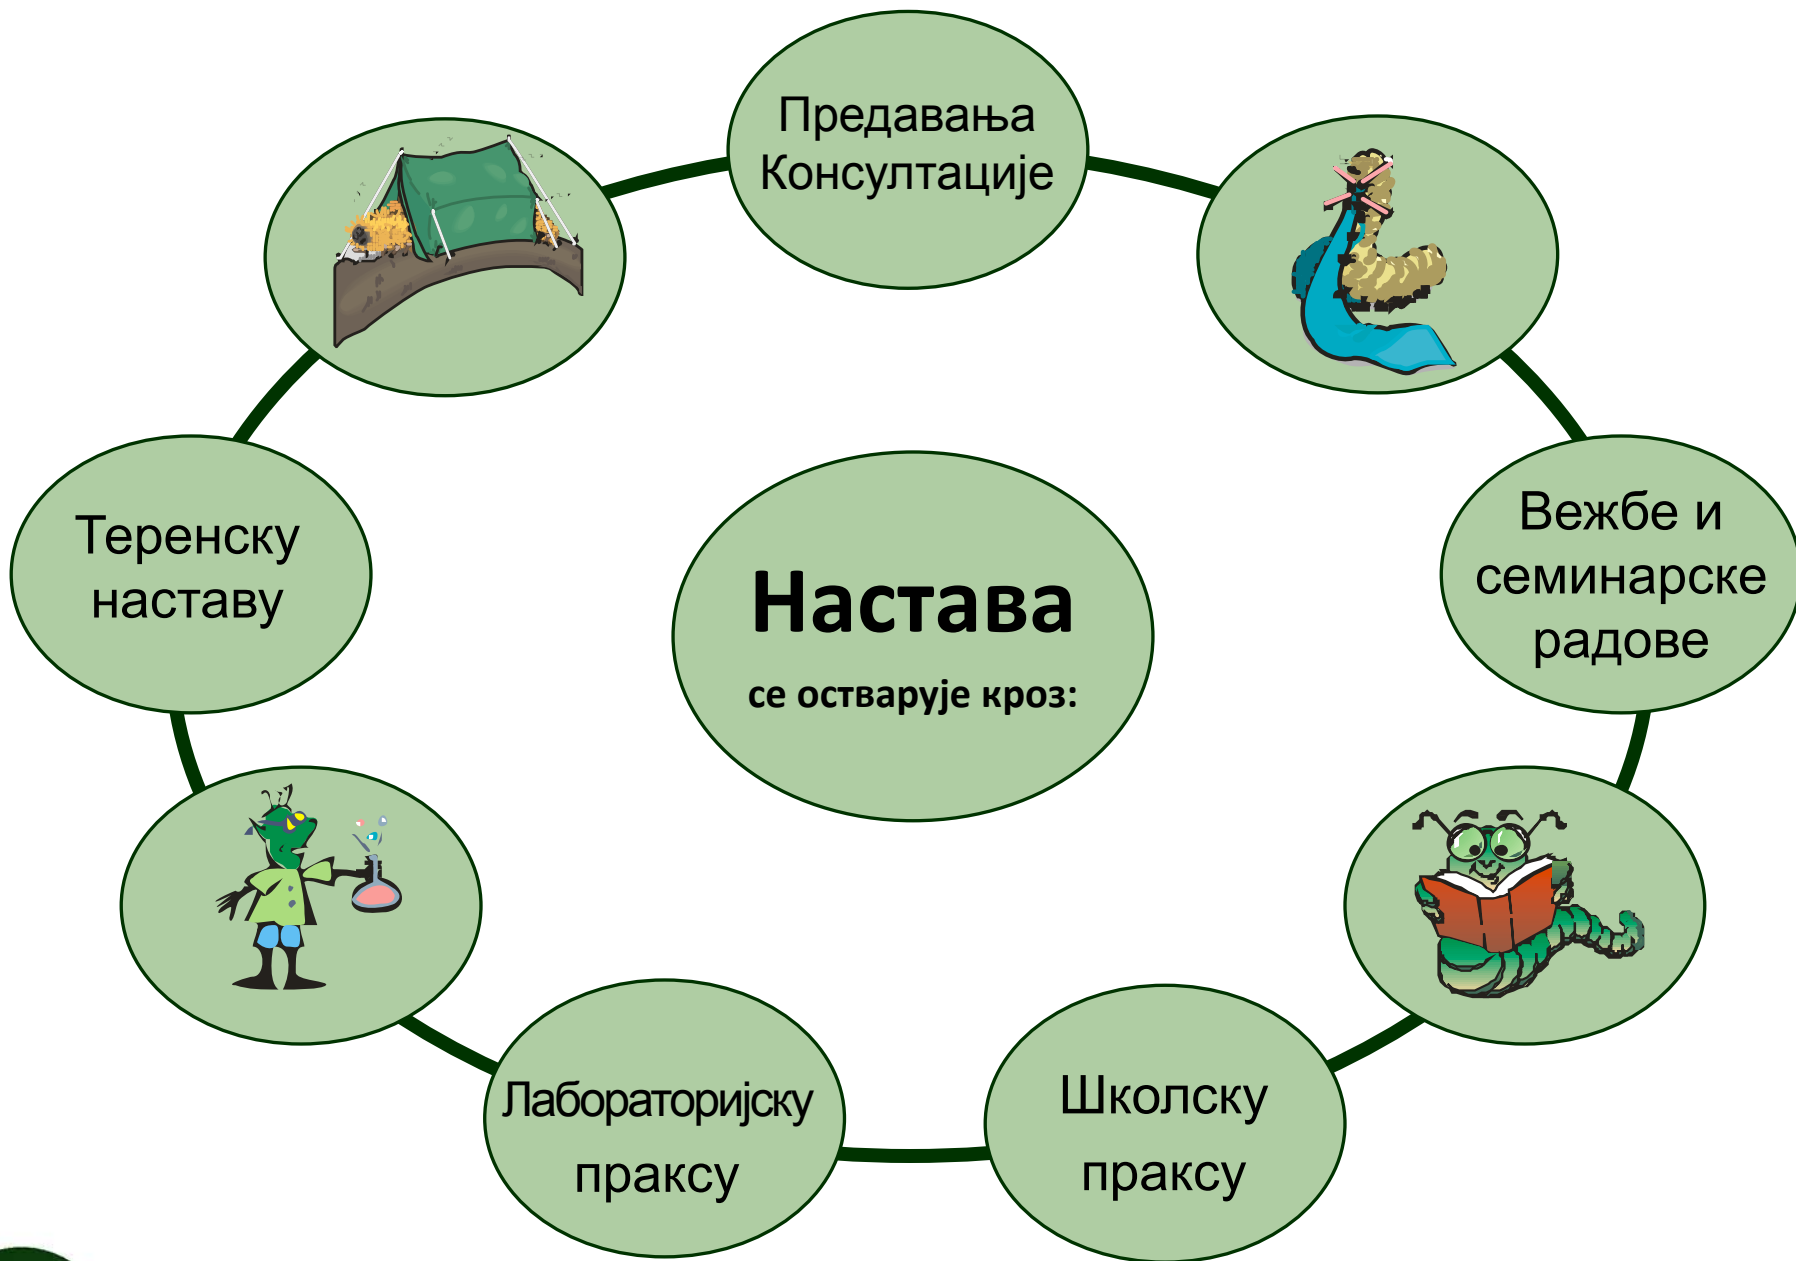 Предавања
Консултације
Вежбе и
семинарске
радове
Школску
праксу
Лабораторијску
праксу
Теренску
наставу
Настава
се остварује кроз: